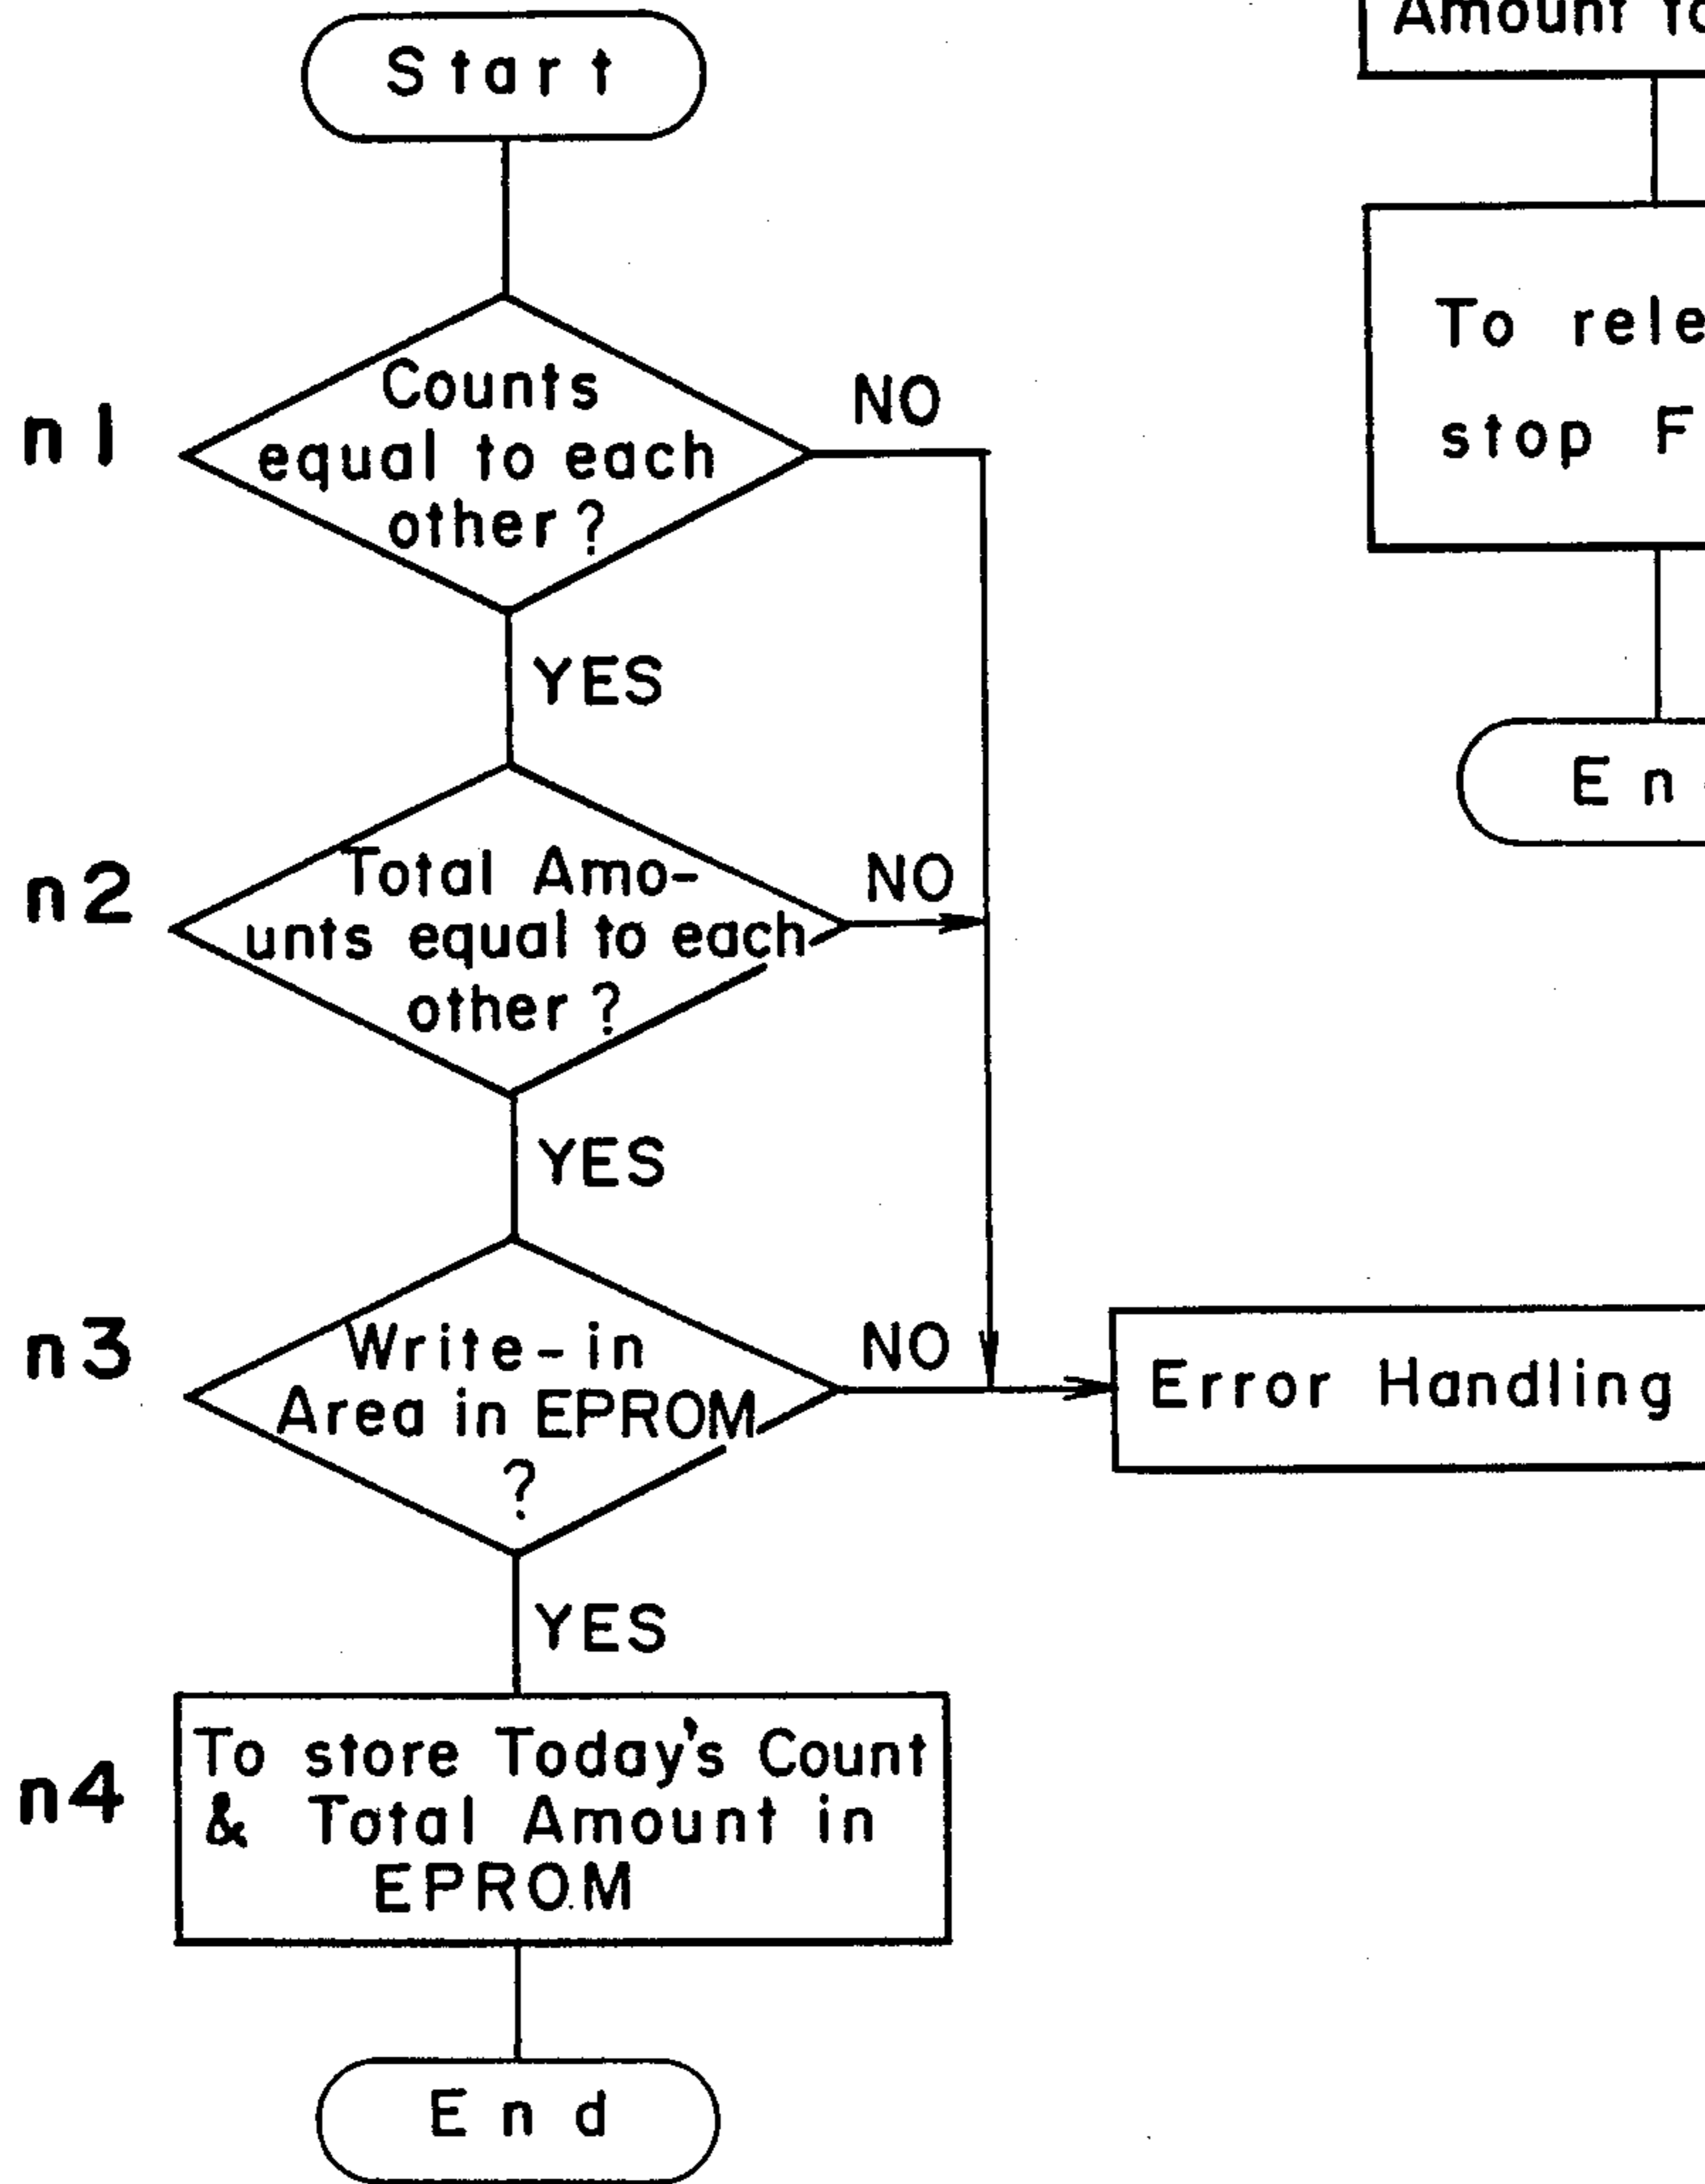 Start
n1
Counts
equal to each
other ?
NO
YES
n2
Total Amo-
unts equal to each
other ?
NO
YES
n3
Write-in
Area in EPROM
?
NO
Error Handling
YES
n4
To store Today's Count
& Total Amount in
EPROM
End
Amount
To
stop F